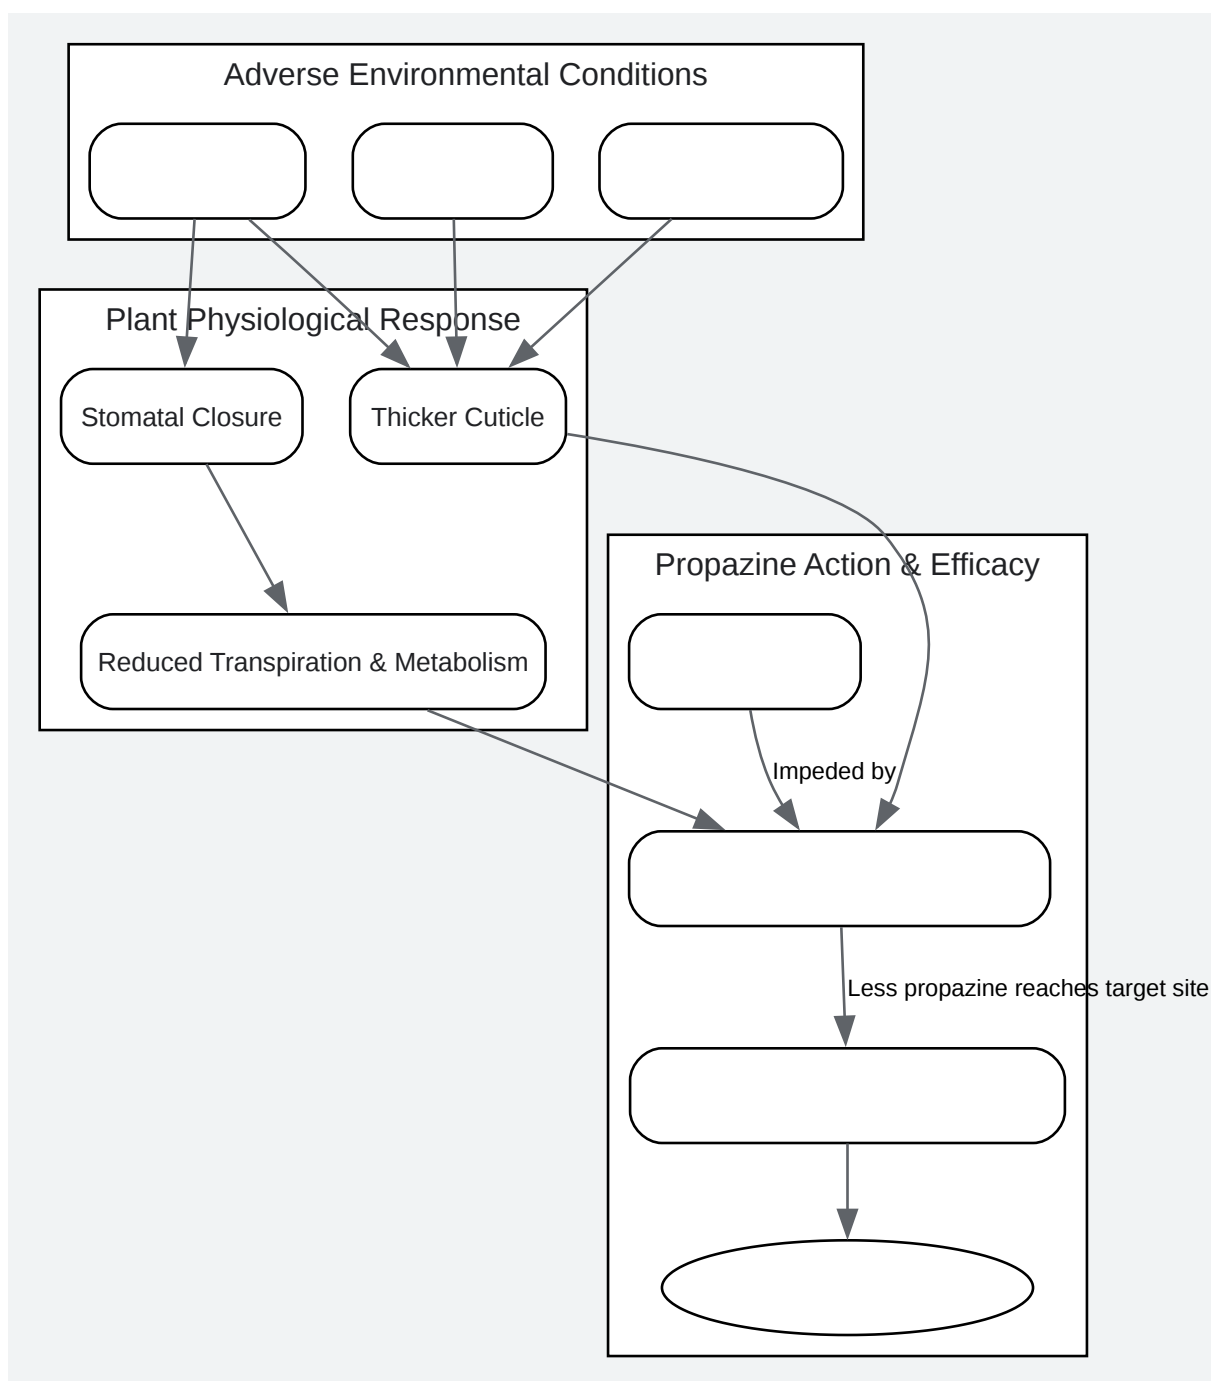 Adverse Environmental Conditions
Plant Physiological Response
Stomatal Closure
Thicker Cuticle
Propazine Action & Efficacy
Reduced Transpiration & Metabolism
Impeded by
Less propazine reaches target site